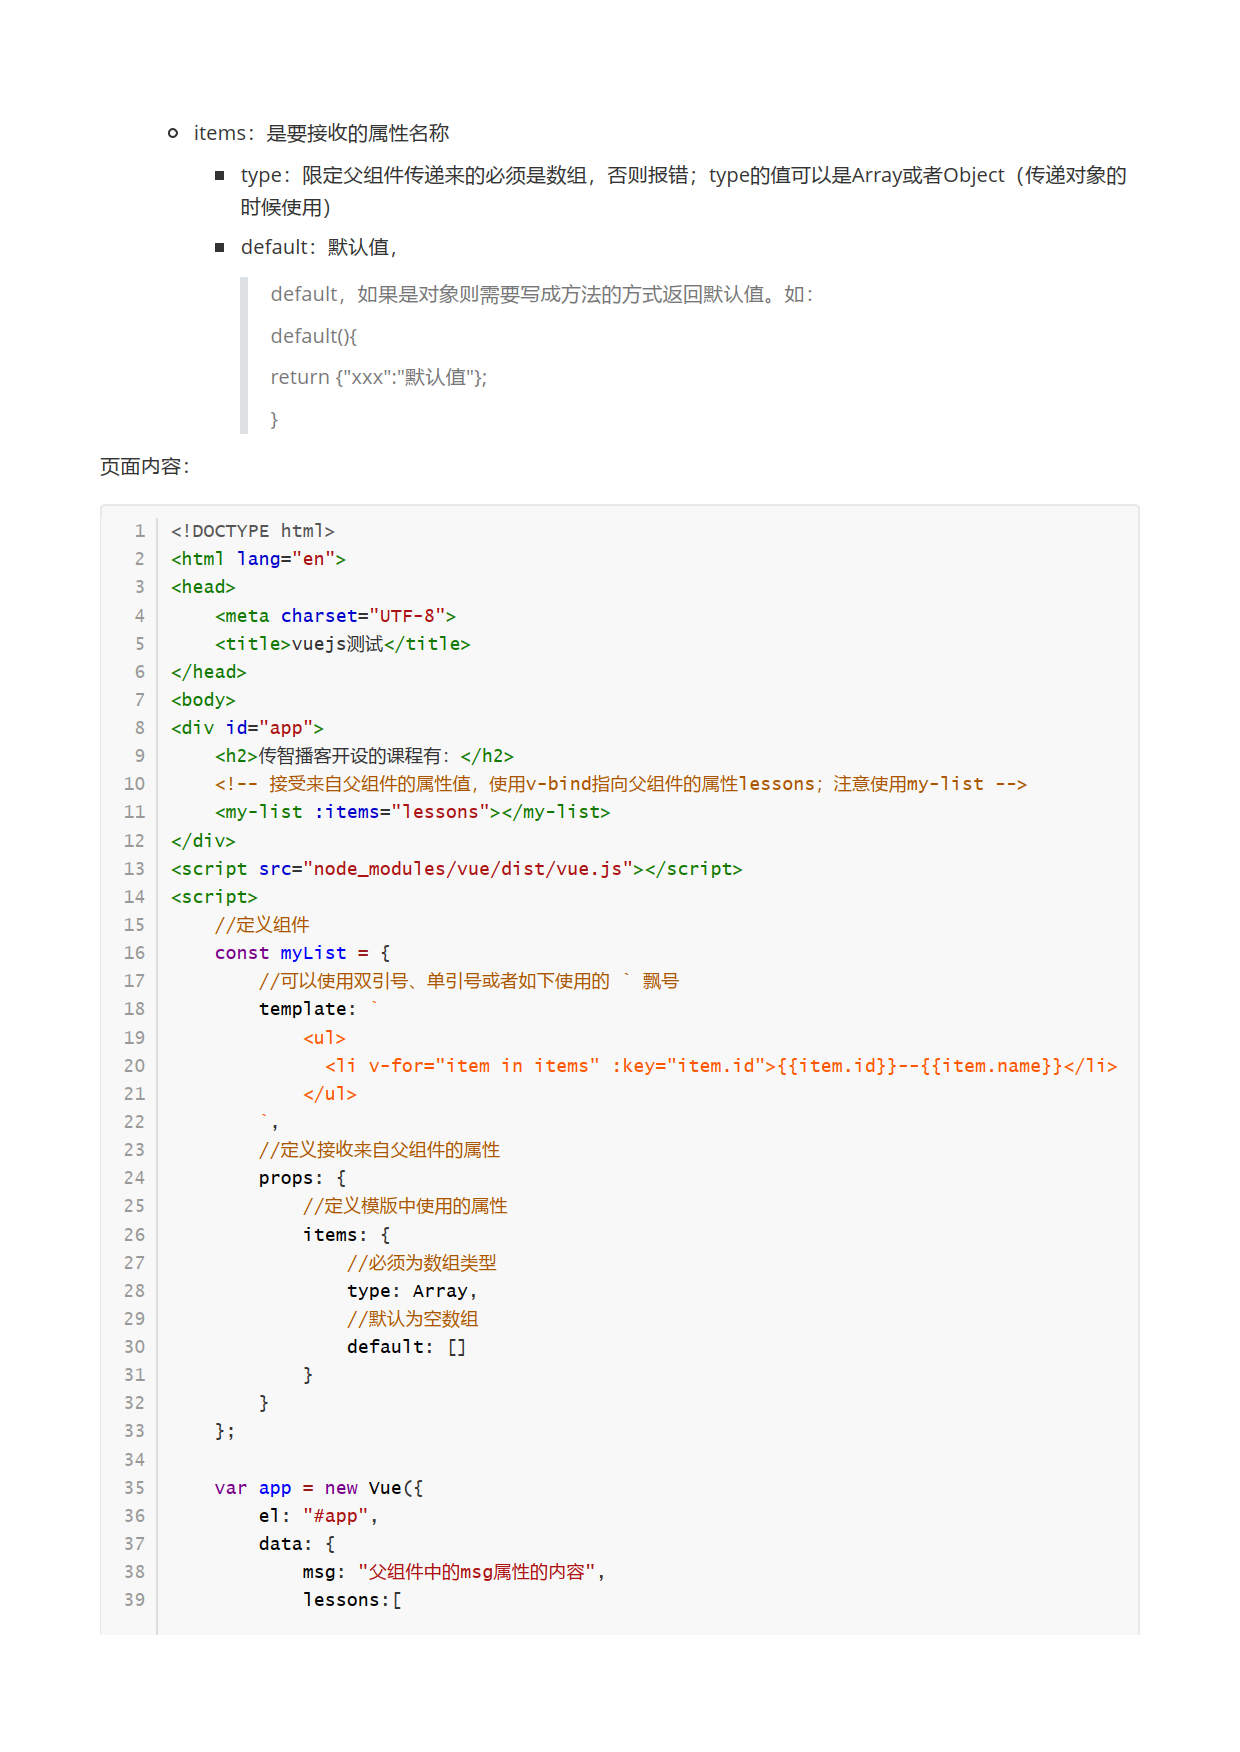 items：是要接收的属性名称
type：限定父组件传递来的必须是数组，否则报错；type的值可以是Array或者Object（传递对象的
时候使用）
default：默认值，
default，如果是对象则需要写成方法的方式返回默认值。如：
default(){
return {"xxx":"默认值"};
}
页面内容：
1 <!DOCTYPE html>
2 <html lang="en">
3 <head>
4     <meta charset="UTF-8">
5     <title>vuejs测试</title>
6 </head>
7 <body>
8 <div id="app">
9     <h2>传智播客开设的课程有：</h2>
10     <!-- 接受来自父组件的属性值，使用v-bind指向父组件的属性lessons；注意使用my-list -->
11     <my-list :items="lessons"></my-list>
12 </div>
13 <script src="node_modules/vue/dist/vue.js"></script>
14 <script>
15     //定义组件
16     const myList = {
17         //可以使用双引号、单引号或者如下使用的 ` 飘号
18         template: `
19             <ul>
20               <li v-for="item in items" :key="item.id">{{item.id}}--{{item.name}}</li>
21             </ul>
22         `,
23         //定义接收来自父组件的属性
24         props: {
25             //定义模版中使用的属性
26             items: {
27                 //必须为数组类型
28                 type: Array,
29                 //默认为空数组
30                 default: []
31             }
32         }
33     };
34
35     var app = new Vue({
36         el: "#app",
37         data: {
38             msg: "父组件中的msg属性的内容",
39             lessons:[